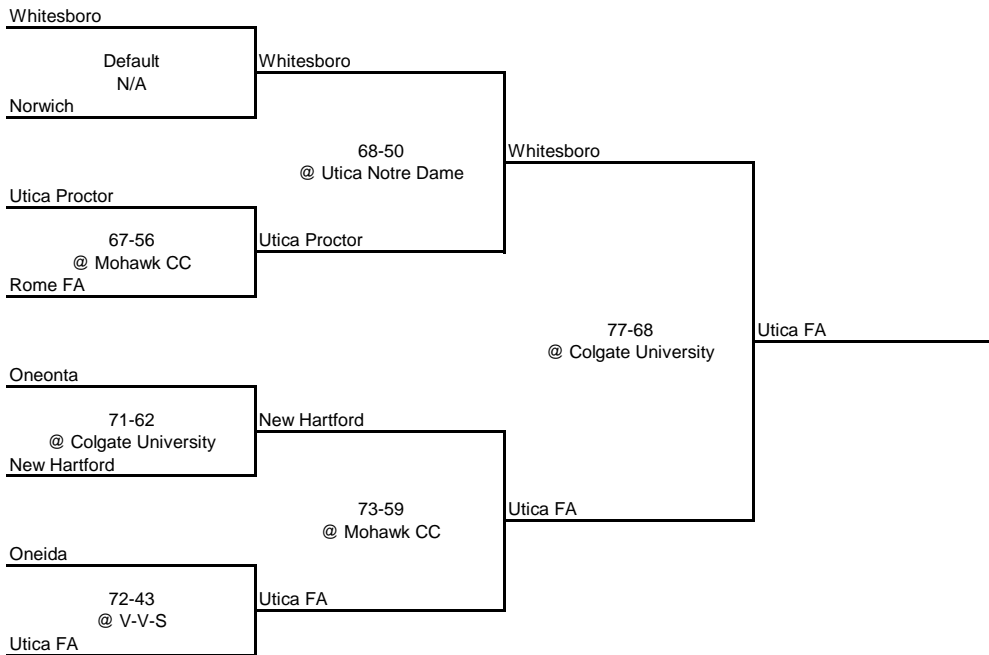 Whitesboro
Default
N/A
Whitesboro
Norwich
68-50
@ Utica Notre Dame
Whitesboro
Utica Proctor
67-56
@ Mohawk CC
Utica Proctor
Rome FA
77-68
@ Colgate University
Utica FA
Oneonta
71-62
@ Colgate University
New Hartford
New Hartford
73-59
@ Mohawk CC
Utica FA
Oneida
72-43
@ V-V-S
Utica FA
Utica FA